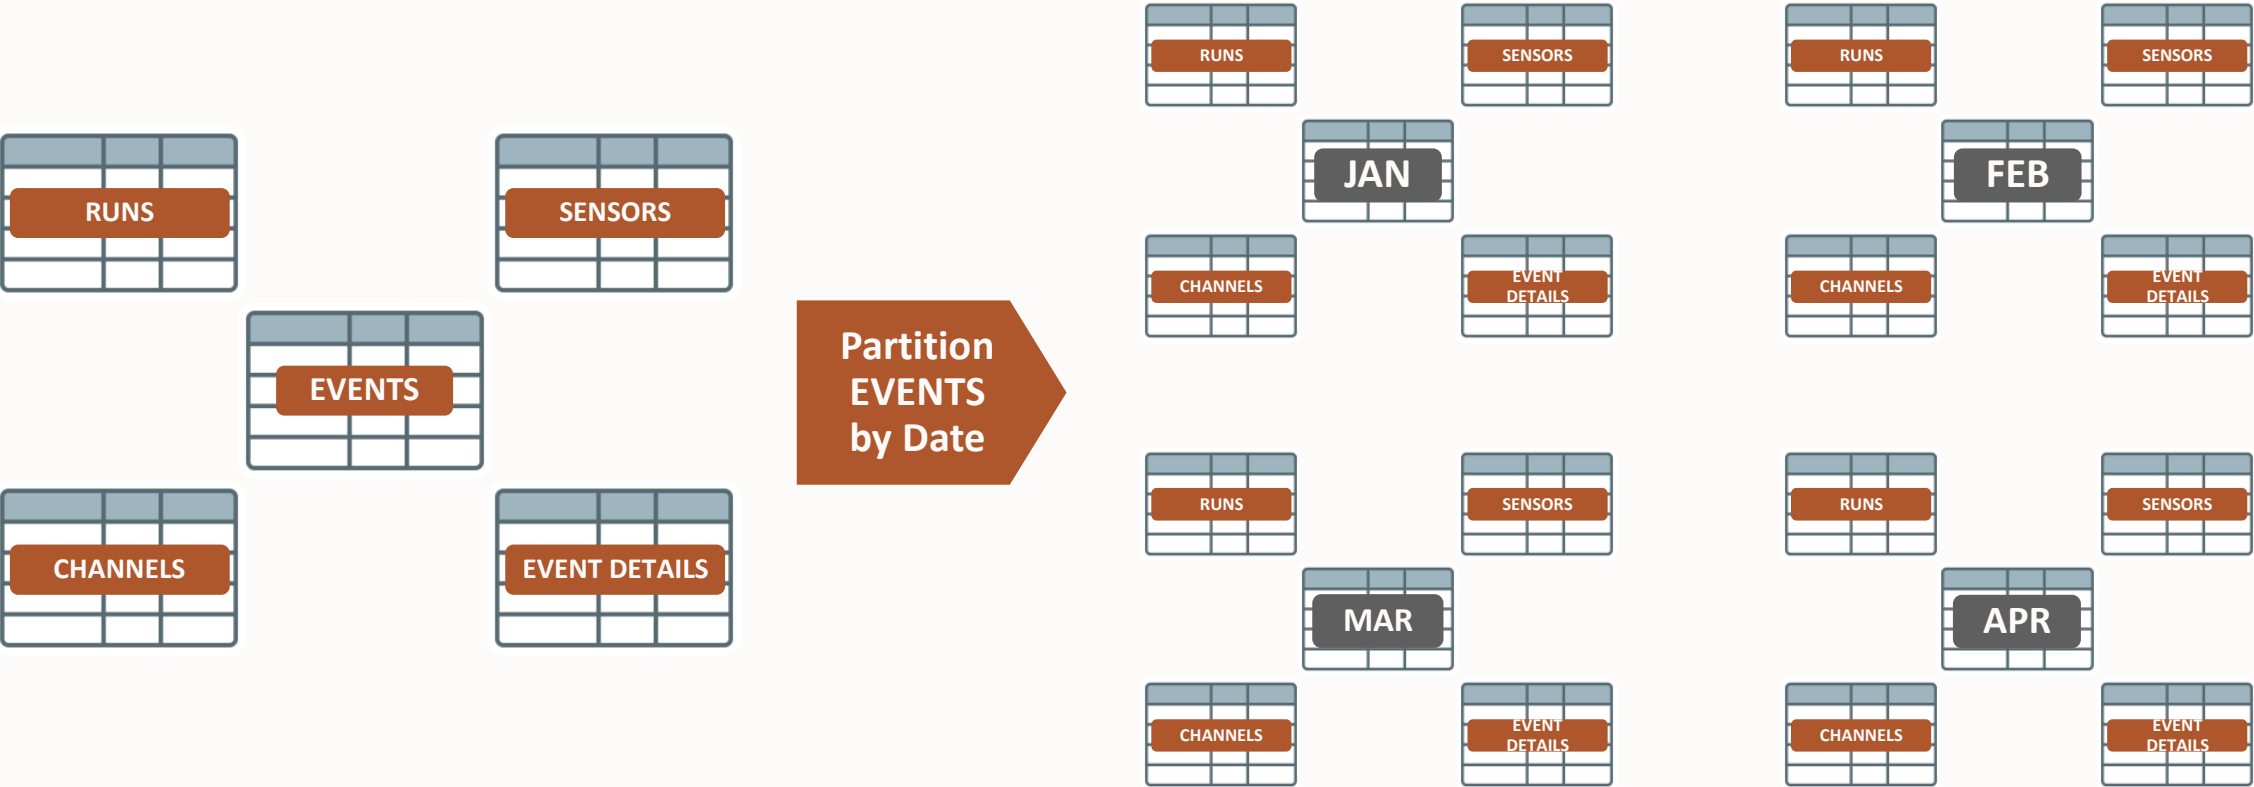 RUNS
SENSORS
EVENTS
CHANNELS
EVENT DETAILS
Partition
EVENTS
by Date
RUNS
SENSORS
JAN
CHANNELS
EVENT
DETAILS
RUNS
SENSORS
FEB
CHANNELS
EVENT
DETAILS
RUNS
SENSORS
MAR
CHANNELS
EVENT
DETAILS
RUNS
SENSORS
APR
CHANNELS
EVENT
DETAILS